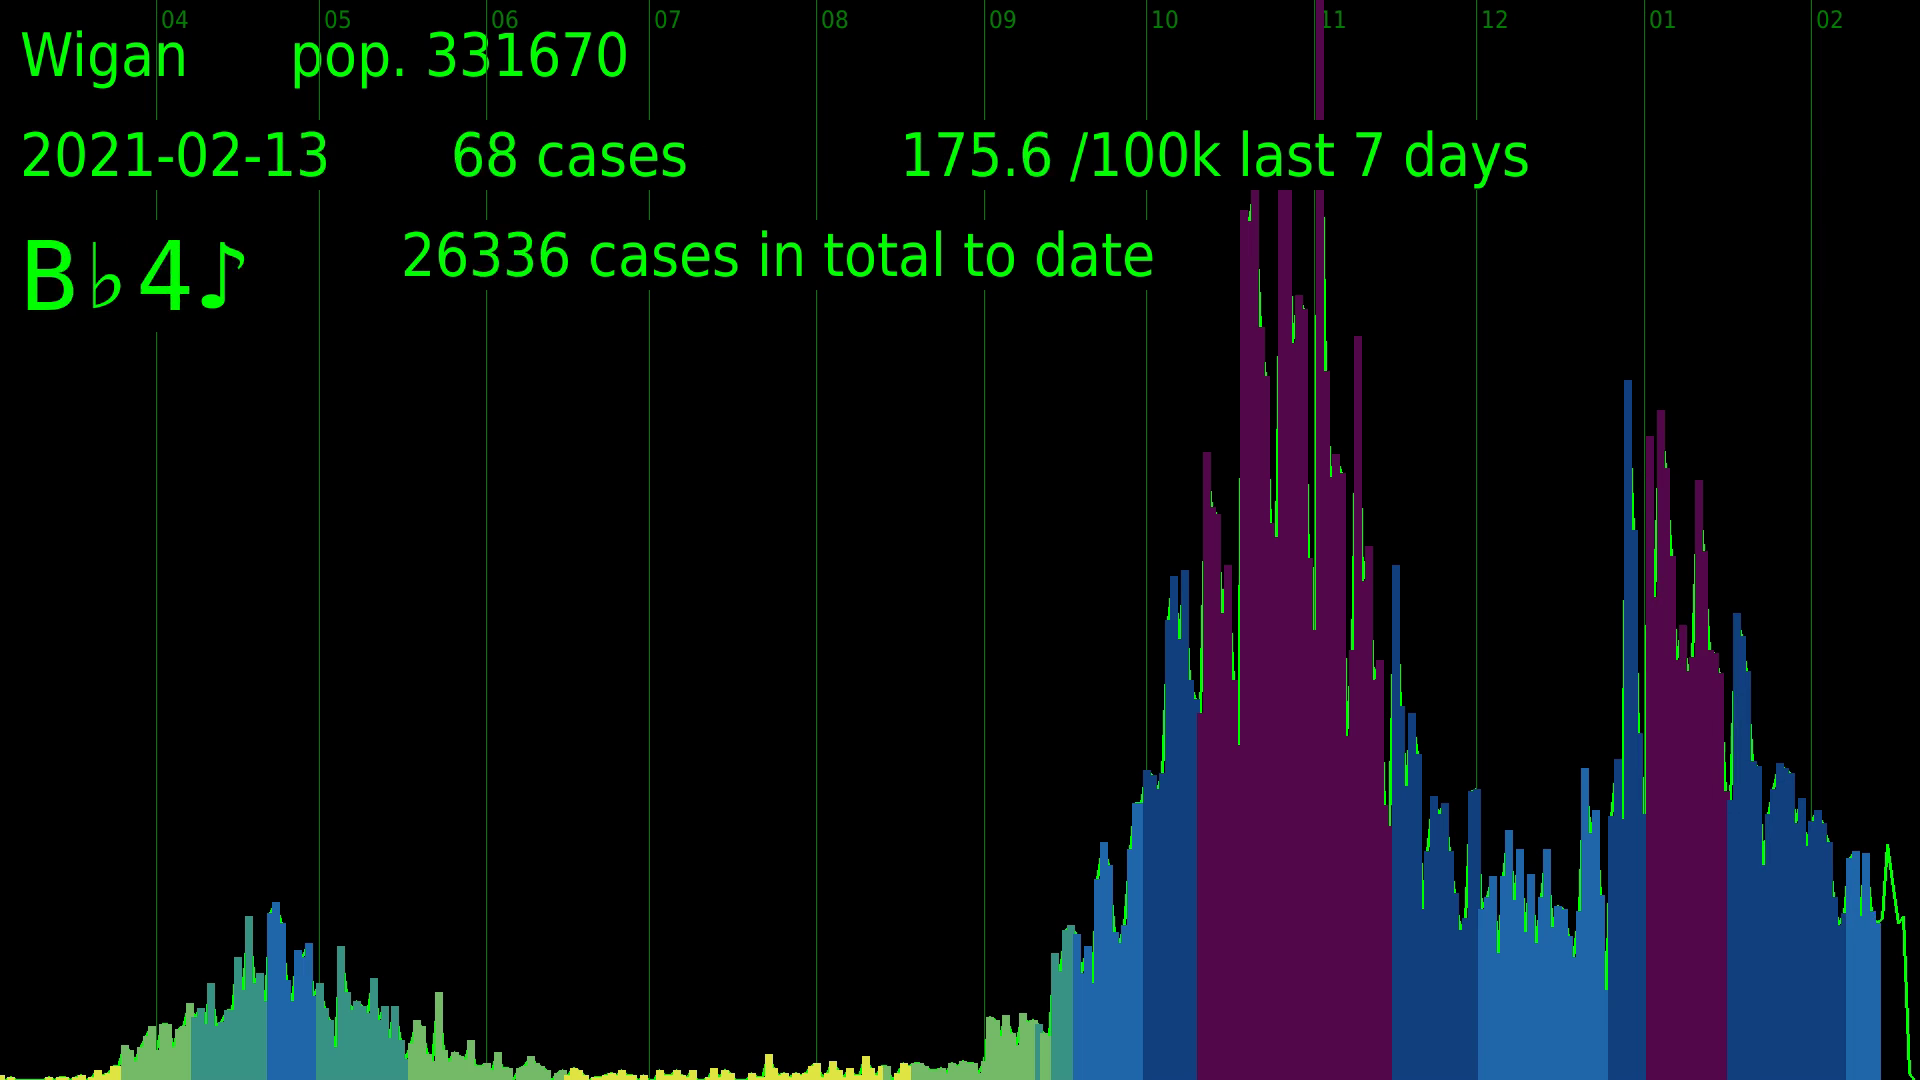 04 05 06 07 08 09 10 11 12 01 02
Wigan pop. 331670
2021-02-13 68 cases 175.6 /100k last 7 days
B♭4♪ 26336 cases in total to date